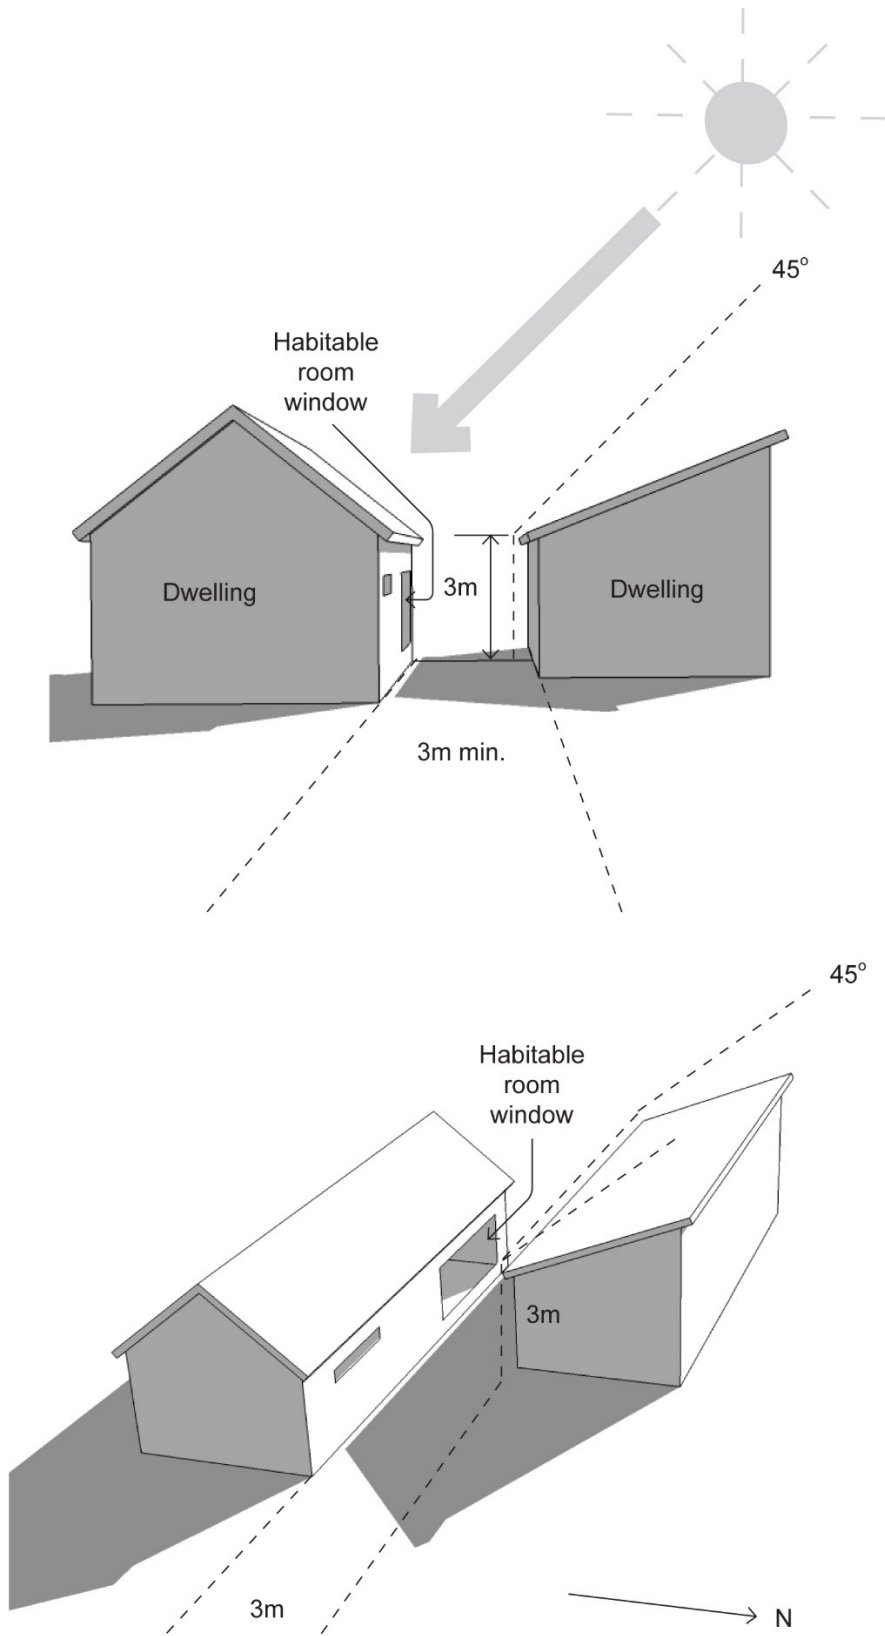 45°
Habitable
room
window
Dwelling
3m
Dwelling
3m min.
45°
Habitable
room
window
3m
3m
N